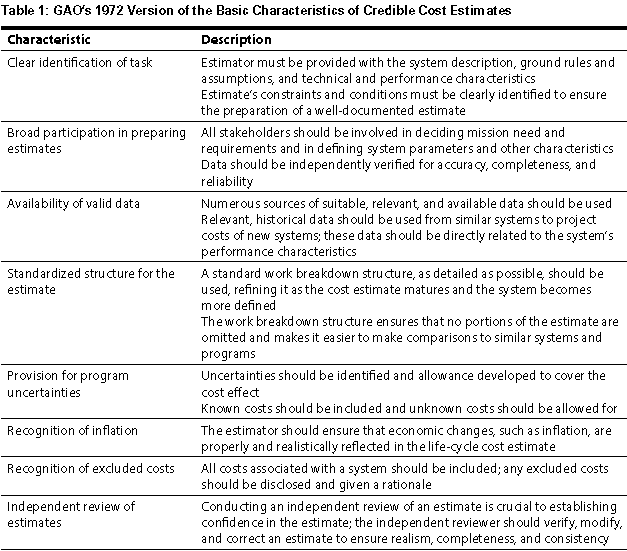 Table 1: GAO's 1972 Version of the Basic Characteristics of Credible Cost Estimates
Characteristic Description
Clear identification of task Estimator must be provided with the system description, ground rules and
assumptions, and technical and performance characteristics
Estimate's constraints and conditions must be clearly identified to ensure
the preparation of a well-documented estimate
Broad participation in preparing All stakeholders should be involved in deciding mission need and
estimates requirements and in defining system parameters and other characteristics
Data should be independently verified for accuracy, completeness, and
reliability
Availability of valid data Numerous sources of suitable, relevant, and available data should be used
Relevant, historical data should be used from similar systems to project
costs of new systems; these data should be directly related to the system's
performance characteristics
Standardized structure for the A standard work breakdown structure, as detailed as possible, should be
estimate used, refining it as the cost estimate matures and the system becomes
more defined
The work breakdown structure ensures that no portions of the estimate are
omitted and makes it easier to make comparisons to similar systems and
programs
Provision for program Uncertainties should be identified and allowance developed to cover the
uncertainties cost effect
Known costs should be included and unknown costs should be allowed for
Recognition of inflation The estimator should ensure that economic changes, such as inflation, are
properly and realistically reflected in the life-cycle cost estimate
Recognition of excluded costs All costs associated with a system should be included; any excluded costs
should be disclosed and given a rationale
Independent review of Conducting an independent review of an estimate is crucial to establishing
estimates confidence in the estimate; the independent reviewer should verify, modify,
and correct an estimate to ensure realism, completeness, and consistency